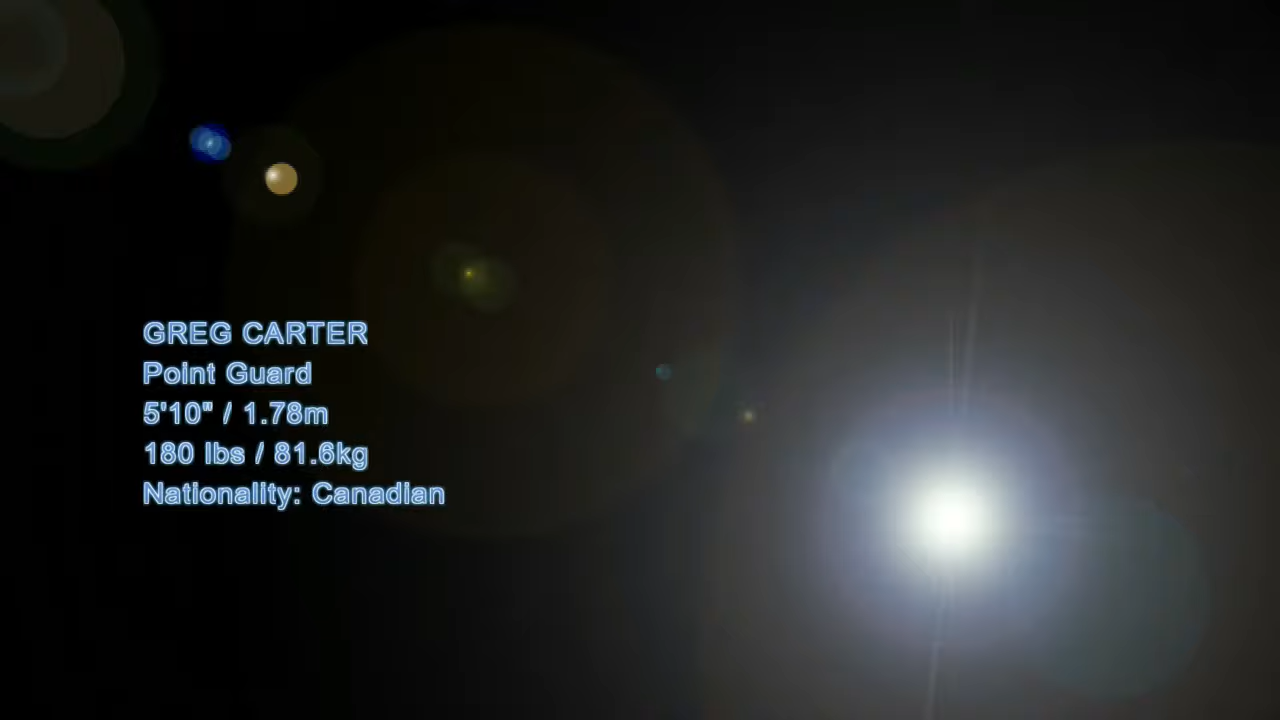 GREG CARTER
Point Guard
5'10" / 1.78m
180 lbs / 81.6kg
Nationality: Canadian